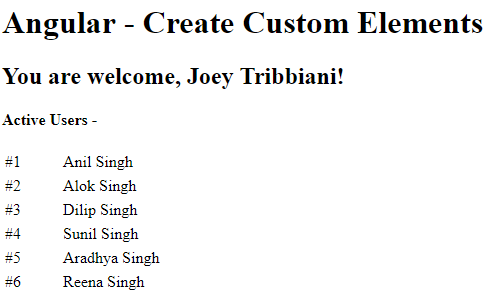 Angular - Create Custom Elements
You are welcome, Joey Tribbiani!
Active Users -
#1 Anil Singh
#2 Alok Singh
#3 Dilip Singh
#4 Sunil Singh
#5 Aradhya Singh
#6 Reena Singh